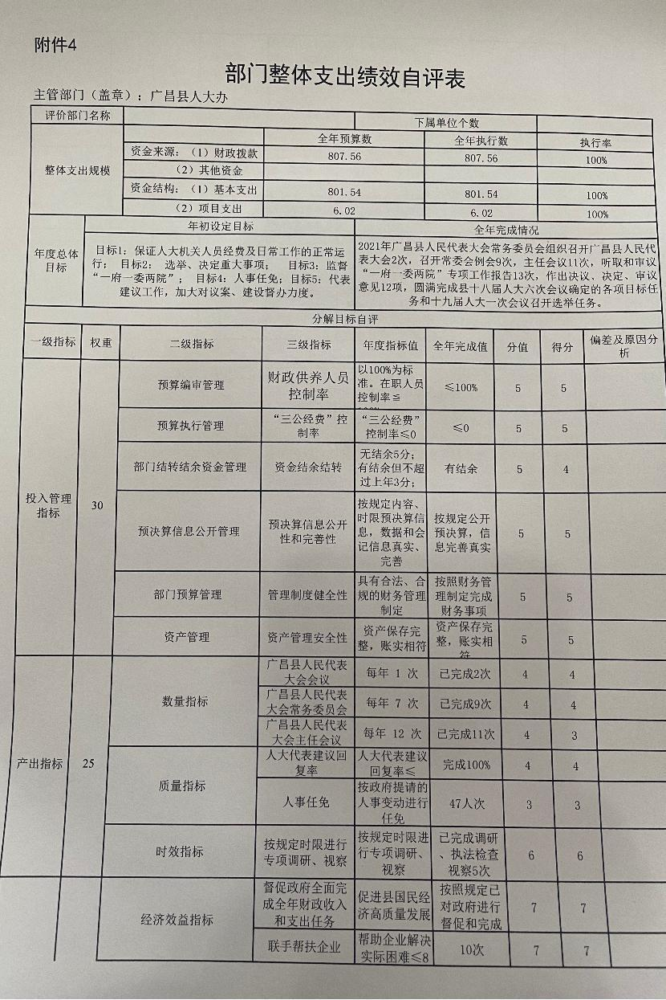 附件4
部门整体支出绩效自评表
主管部门（盖章）：广昌县人大办
评价部门名称
下属单位个数
整体支出规模
全年预算数
全年执行数
执行率
资金来源：（1）财政拨款
807.56
807.56
100%
（2）其他资金
资金结构：（1）基本支出
801.54
801.54
100%
（2）项目支出
6.02
6.02
100%
年度总体
目标
年初设定目标
全年完成情况
目标1：保证人大机关人员经费及日常工作的正常运
行； 目标2： 选举、决定重大事项； 目标3：监督
“一府一委两院”； 目标4：人事任免；目标5：代表
建议工作，加大对议案、建设督办力度。
2021年广昌县人民代表大会常务委员会组织召开广昌县人民代
表大会2次，召开常委会例会9次，主任会议11次，听取和审议
“一府一委两院”专项工作报告13次，作出决议、决定、审议
意见12项，圆满完成县十八届人大六次会议确定的各项目标任
务和十九届人大一次会议召开选举任务。
分解目标自评
一级指标
权重
二级指标
三级指标
年度指标值
全年完成值
分值
得分
偏差及原因分
析
投入管理
指标
30
预算编审管理
财政供养人员
控制率
以100%为标
准。在职人员
控制率≦
≤100%
5
5
预算执行管理
“三公经费”控
制率
“三公经费”
控制率≤0
≤0
5
5
部门结转结余资金管理
资金结余结转
无结余5分；
有结余但不超
过上年3分；
有结余
5
4
预决算信息公开管理
预决算信息公开
性和完善性
按规定内容、
时限预决算信
息，数据和会
记信息真实、
完善
按规定公开
预决算，信
息完善真实
5
5
部门预算管理
管理制度健全性
具有合法、合
规的财务管理
制定
按照财务管
理制定完成
财务事项
5
5
资产管理
资产管理安全性
资产保存完
整，账实相符
资产保存完
整，账实相
符
5
5
产出指标
25
数量指标
广昌县人民代表
大会会议
每年 1 次
已完成2次
4
4
广昌县人民代表
大会常务委员会
每年 7 次
已完成9次
4
4
广昌县人民代表
大会主任会议
每年 12 次
已完成11次
4
3
质量指标
人大代表建议回
复率
人大代表建议
回复率≤
完成100%
4
4
人事任免
按政府提请的
人事变动进行
任免
47人次
3
3
时效指标
按规定时限进行
专项调研、视察
按规定时限进
行专项调研、
视察
已完成调研
、执法检查
视察5次
6
6
经济效益指标
督促政府全面完
成全年财政收入
和支出任务
促进县国民经
济高质量发展
按照规定已
对政府进行
督促和完成
7
7
联手帮扶企业
帮助企业解决
实际困难≤8
10次
7
7